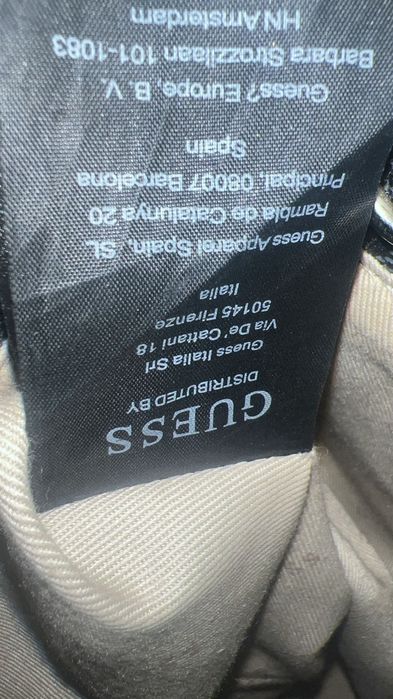 GUESS
DISTRIBUTED BY
Guess Italia Srl
Via De' Cattani 18
50145 Firenze
Italia
Guess Apparel Spain, SL
Rambla de Catalunya 20
Principal, 08007 Barcelona
Spain
Guess? Europe, B.V.
Barbara Strozzilaan 101-1083
HN Amsterdam